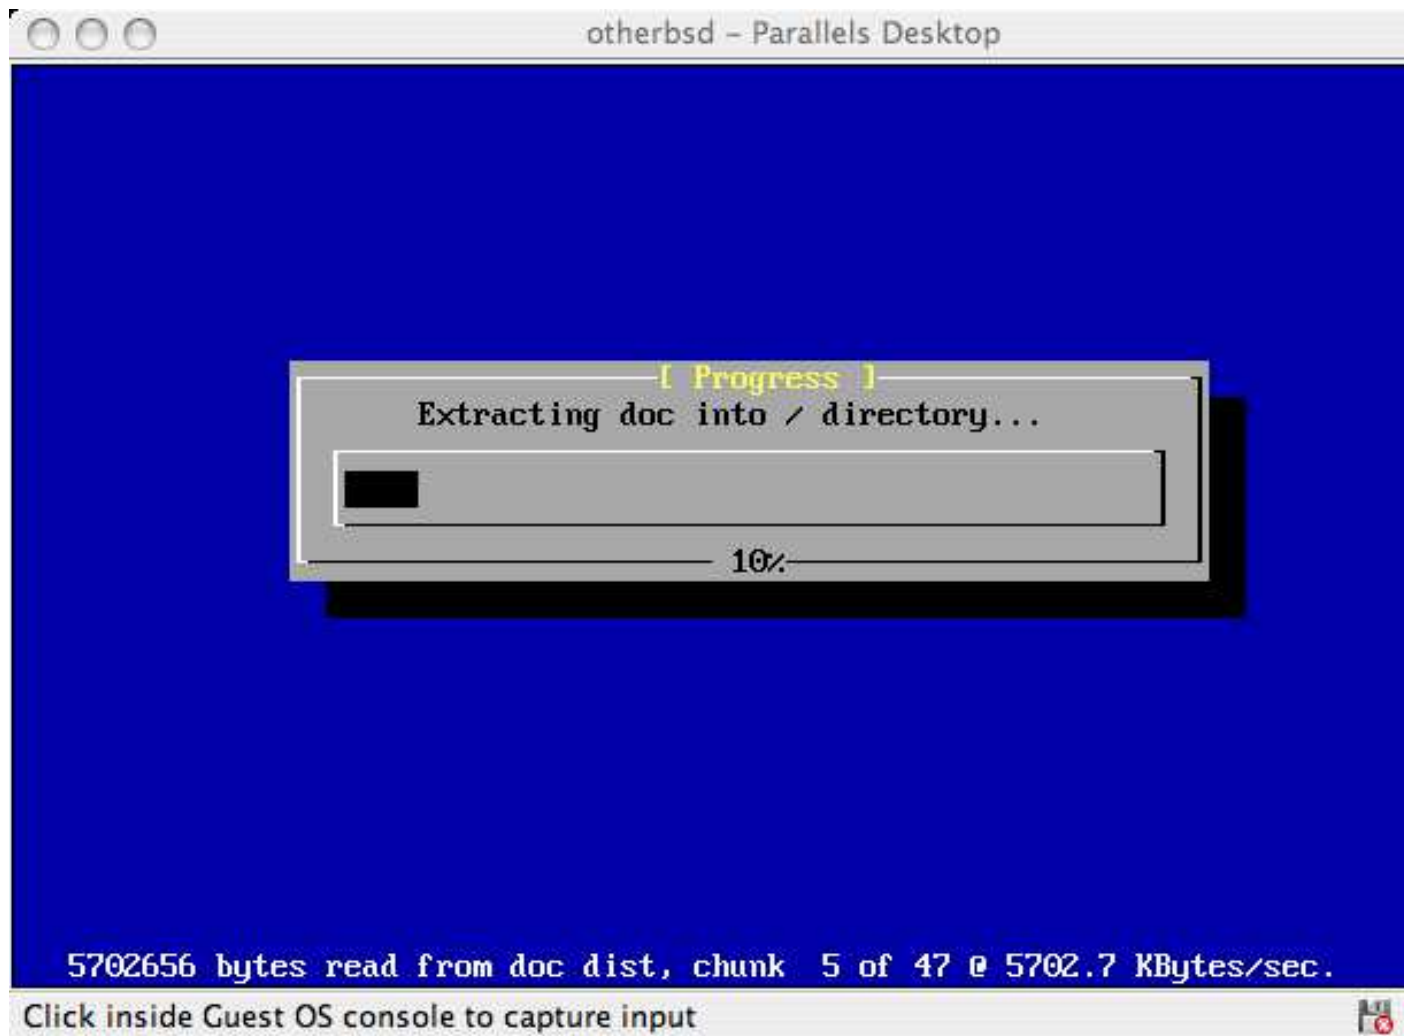 otherbsd – Parallels Desktop
[ Progress ]
Extracting doc into / directory...
10%
5702656 bytes read from doc dist, chunk  5 of 47 @ 5702.7 KBytes/sec.
Click inside Guest OS console to capture input